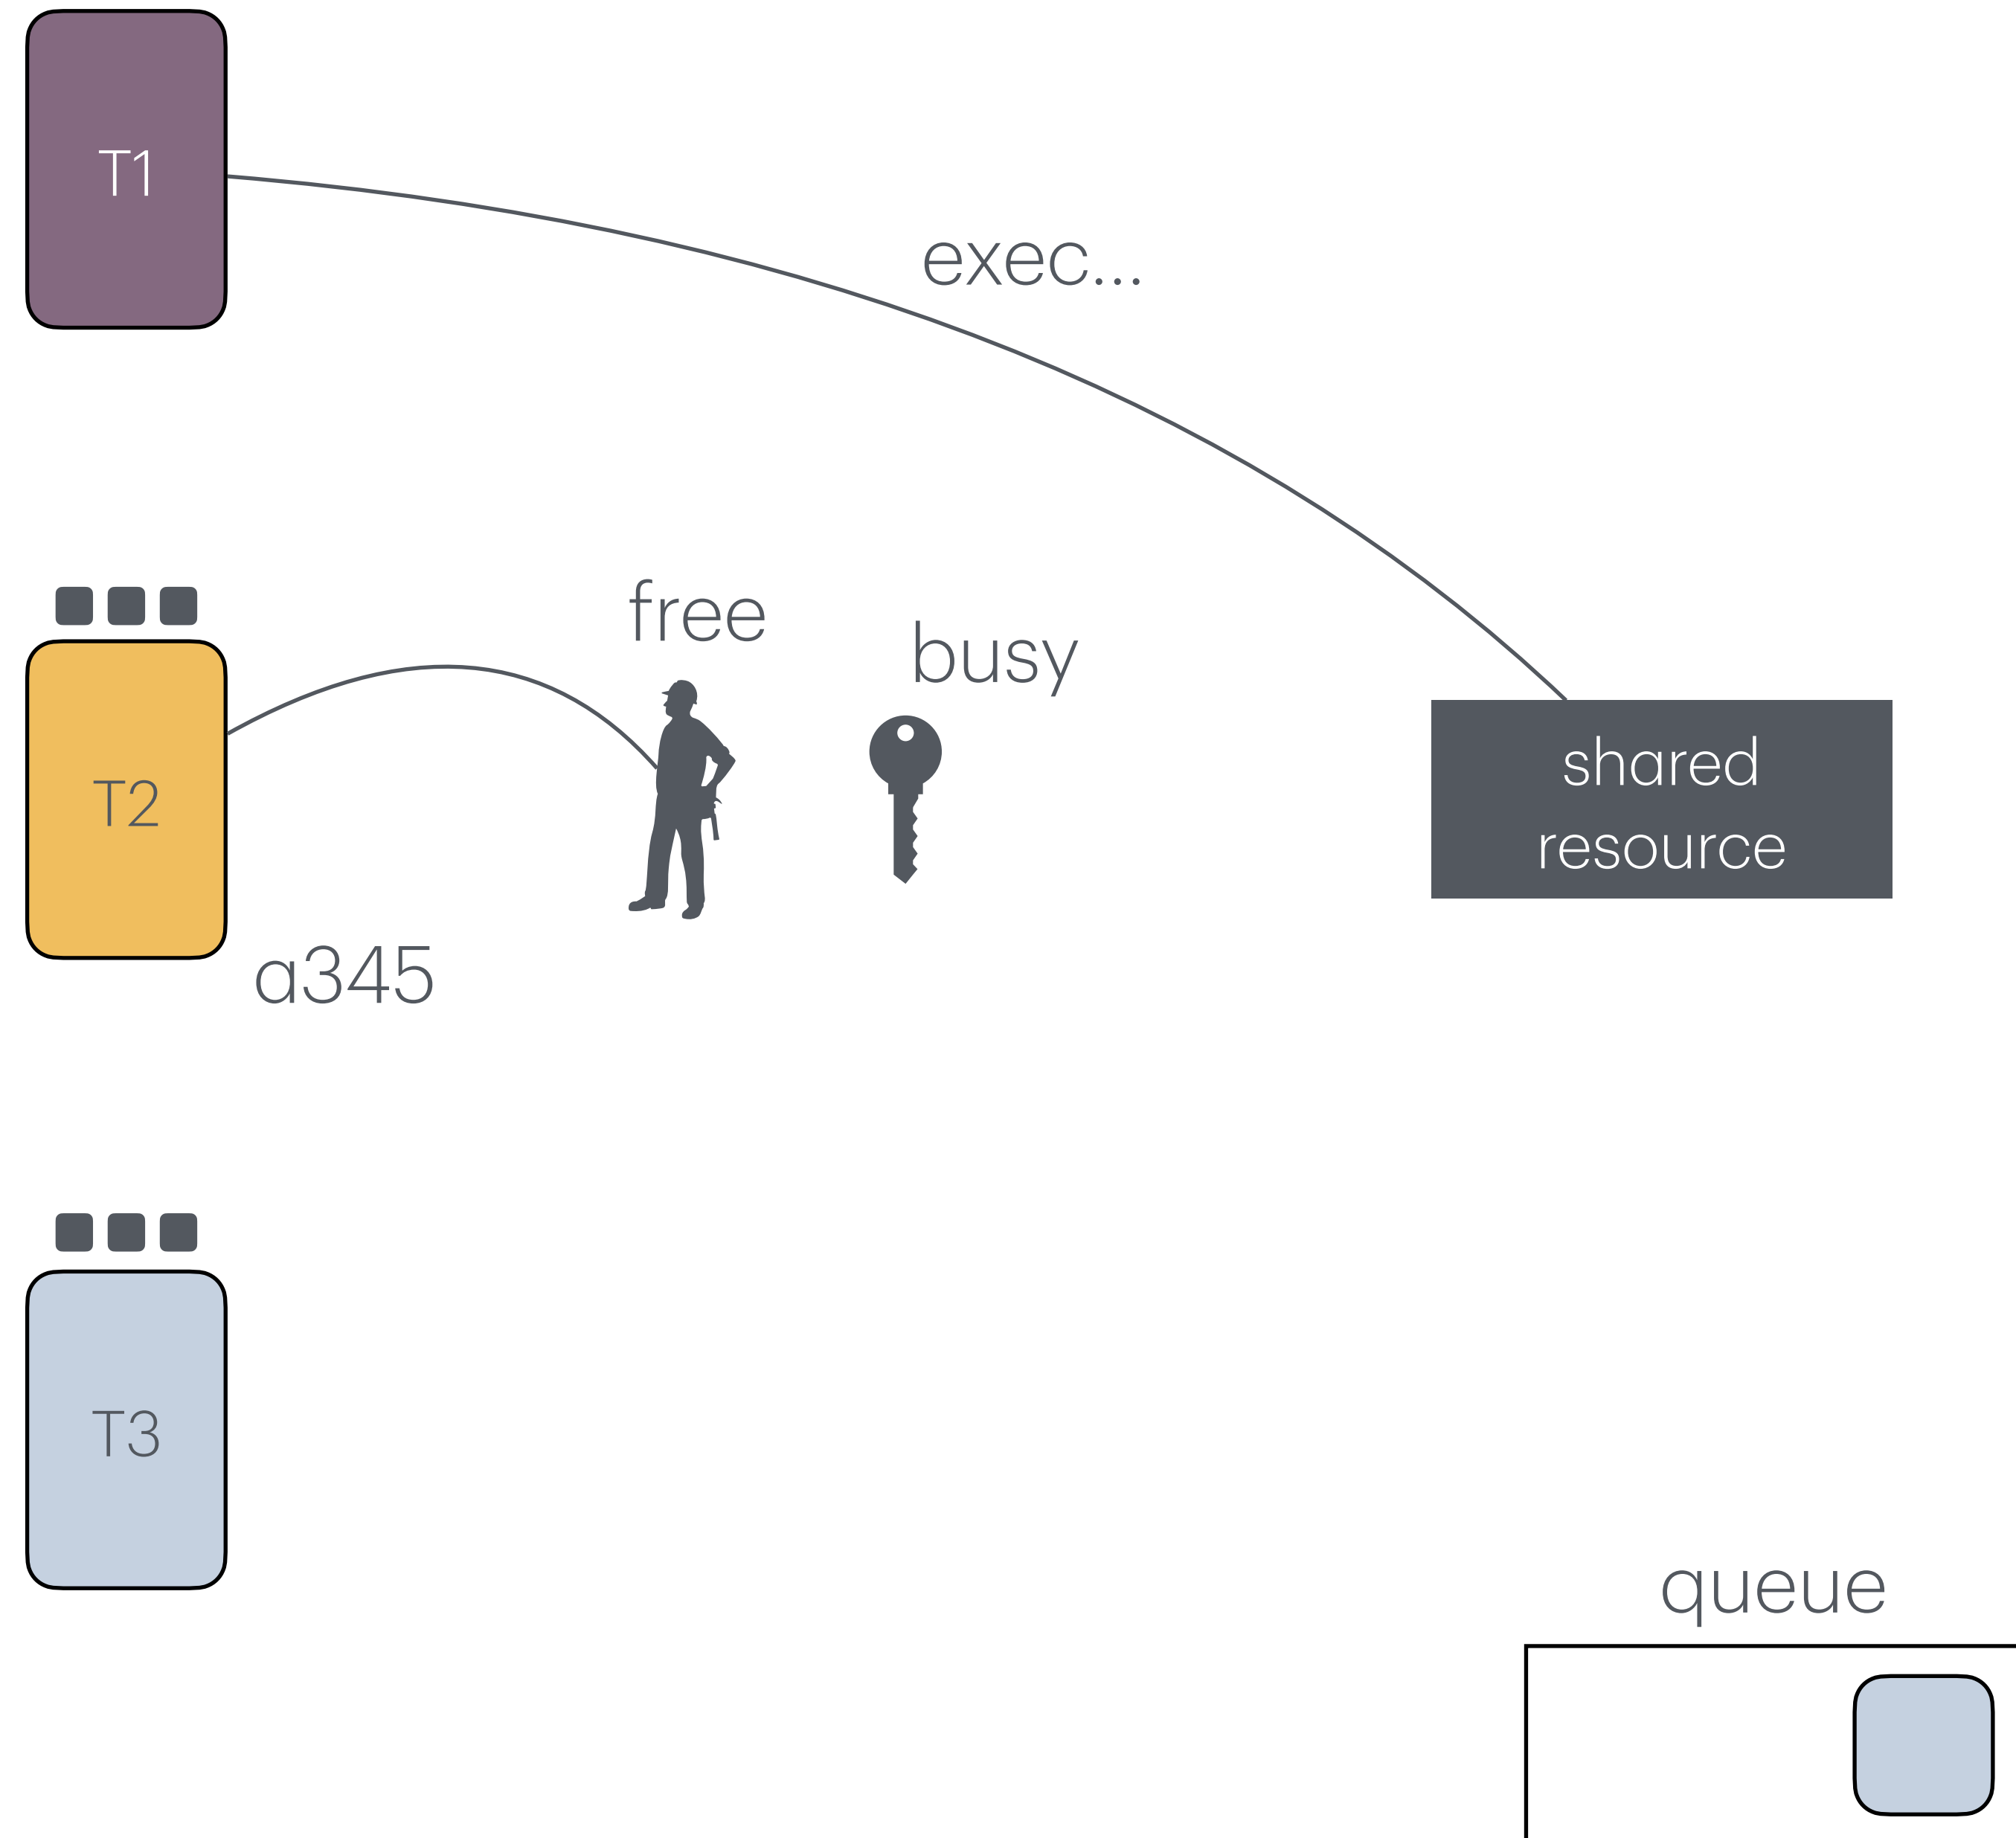 T1
exec...
free
busy
T2
shared
resource
a345
T3
queue